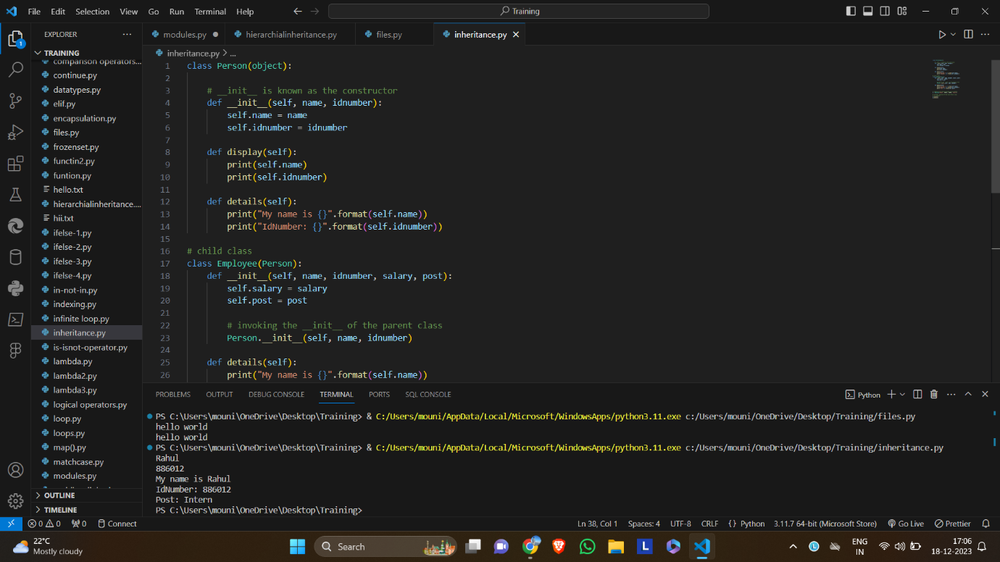 File Edit Selection View Go Run Terminal Help
Training
EXPLORER
TRAINING
comparison operators...
continue.py
datatypes.py
elif.py
encapsulation.py
files.py
frozenset.py
functin2.py
funtion.py
hello.txt
hierarchialinheritance....
hii.txt
ifelse-1.py
ifelse-2.py
ifelse-3.py
ifelse-4.py
in-not-in.py
indexing.py
infinite loop.py
inheritance.py
is-isnot-operator.py
lambda.py
lambda2.py
lambda3.py
logical operators.py
loop.py
loops.py
map().py
matchcase.py
modules.py
OUTLINE
TIMELINE
1
modules.py hierarchialinheritance.py files.py inheritance.py
inheritance.py > ...
1 class Person(object):
2
3 # __init__ is known as the constructor
4 def __init__(self, name, idnumber):
5 self.name = name
6 self.idnumber = idnumber
7
8 def display(self):
9 print(self.name)
10 print(self.idnumber)
11
12 def details(self):
13 print("My name is {}".format(self.name))
14 print("IdNumber: {}".format(self.idnumber))
15
16 # child class
17 class Employee(Person):
18 def __init__(self, name, idnumber, salary, post):
19 self.salary = salary
20 self.post = post
21
22 # invoking the __init__ of the parent class
23 Person.__init__(self, name, idnumber)
24
25 def details(self):
26 print("My name is {}".format(self.name))
PROBLEMS OUTPUT DEBUG CONSOLE TERMINAL PORTS SQL CONSOLE
Python
PS C:\Users\mouni\OneDrive\Desktop\Training> & C:/Users/mouni/AppData/Local/Microsoft/WindowsApps/python3.11.exe c:/Users/mouni/OneDrive/Desktop/Training/files.py
hello world
hello world
PS C:\Users\mouni\OneDrive\Desktop\Training> & C:/Users/mouni/AppData/Local/Microsoft/WindowsApps/python3.11.exe c:/Users/mouni/OneDrive/Desktop/Training/inheritance.py
Rahul
886012
My name is Rahul
IdNumber: 886012
Post: Intern
PS C:\Users\mouni\OneDrive\Desktop\Training>
0 0 0 Connect Ln 38, Col 1 Spaces: 4 UTF-8 CRLF {} Python 3.11.7 64-bit (Microsoft Store) Go Live Prettier
22°C
Mostly cloudy
Search
L
L
ENG
IN
17:06
18-12-2023